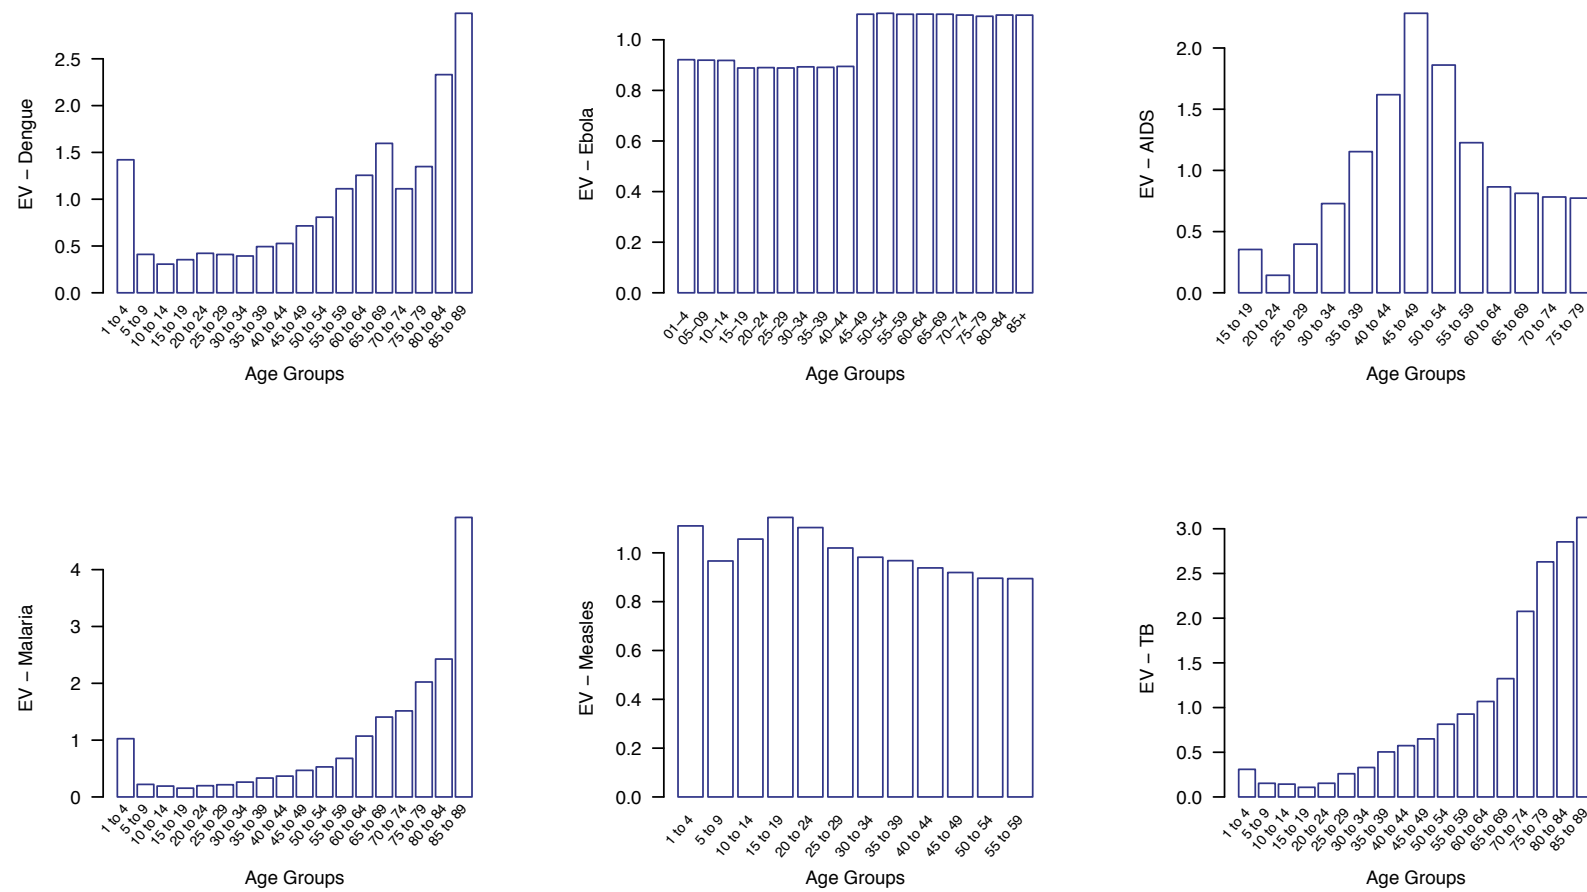 EV – Dengue
2.5
2.0
1.5
1.0
0.5
0.0
1 to 4
5 to 9
10 to 14
15 to 19
20 to 24
25 to 29
30 to 34
35 to 39
40 to 44
45 to 49
50 to 54
55 to 59
60 to 64
65 to 69
70 to 74
75 to 79
80 to 84
85 to 89
Age Groups
EV – Ebola
1.0
0.8
0.6
0.4
0.2
0.0
01–4
05–09
10–14
15–19
20–24
25–29
30–34
35–39
40–44
45–49
50–54
55–59
60–64
65–69
70–74
75–79
80–84
85+
Age Groups
EV – AIDS
2.0
1.5
1.0
0.5
0.0
15 to 19
20 to 24
25 to 29
30 to 34
35 to 39
40 to 44
45 to 49
50 to 54
55 to 59
60 to 64
65 to 69
70 to 74
75 to 79
Age Groups
EV – Malaria
4
3
2
1
0
1 to 4
5 to 9
10 to 14
15 to 19
20 to 24
25 to 29
30 to 34
35 to 39
40 to 44
45 to 49
50 to 54
55 to 59
60 to 64
65 to 69
70 to 74
75 to 79
80 to 84
85 to 89
Age Groups
EV – Measles
1.0
0.8
0.6
0.4
0.2
0.0
1 to 4
5 to 9
10 to 14
15 to 19
20 to 24
25 to 29
30 to 34
35 to 39
40 to 44
45 to 49
50 to 54
55 to 59
Age Groups
EV – TB
3.0
2.5
2.0
1.5
1.0
0.5
0.0
1 to 4
5 to 9
10 to 14
15 to 19
20 to 24
25 to 29
30 to 34
35 to 39
40 to 44
45 to 49
50 to 54
55 to 59
60 to 64
65 to 69
70 to 74
75 to 79
80 to 84
85 to 89
Age Groups